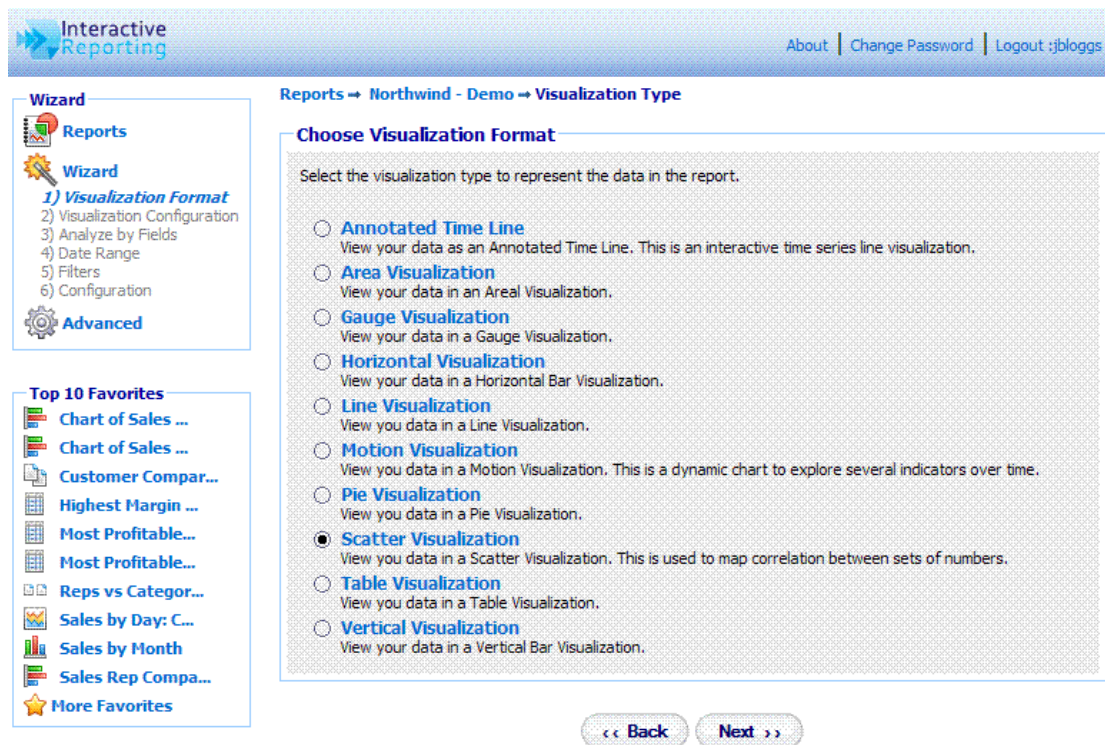 Interactive
Reporting
About | Change Password | Logout :jbloggs
Wizard
Reports
Wizard
1) Visualization Format
2) Visualization Configuration
3) Analyze by Fields
4) Date Range
5) Filters
6) Configuration
Advanced
Top 10 Favorites
Chart of Sales ...
Chart of Sales ...
Customer Compar...
Highest Margin ...
Most Profitable...
Most Profitable...
Reps vs Categor...
Sales by Day: C...
Sales by Month
Sales Rep Compa...
More Favorites
Reports ➡ Northwind - Demo ➡ Visualization Type
Choose Visualization Format
Select the visualization type to represent the data in the report.
Annotated Time Line
View your data as an Annotated Time Line. This is an interactive time series line visualization.
Area Visualization
View your data in an Areal Visualization.
Gauge Visualization
View your data in a Gauge Visualization.
Horizontal Visualization
View your data in a Horizontal Bar Visualization.
Line Visualization
View you data in a Line Visualization.
Motion Visualization
View you data in a Motion Visualization. This is a dynamic chart to explore several indicators over time.
Pie Visualization
View you data in a Pie Visualization.
Scatter Visualization
View you data in a Scatter Visualization. This is used to map correlation between sets of numbers.
Table Visualization
View you data in a Table Visualization.
Vertical Visualization
View your data in a Vertical Bar Visualization.
‹‹ Back
Next ››